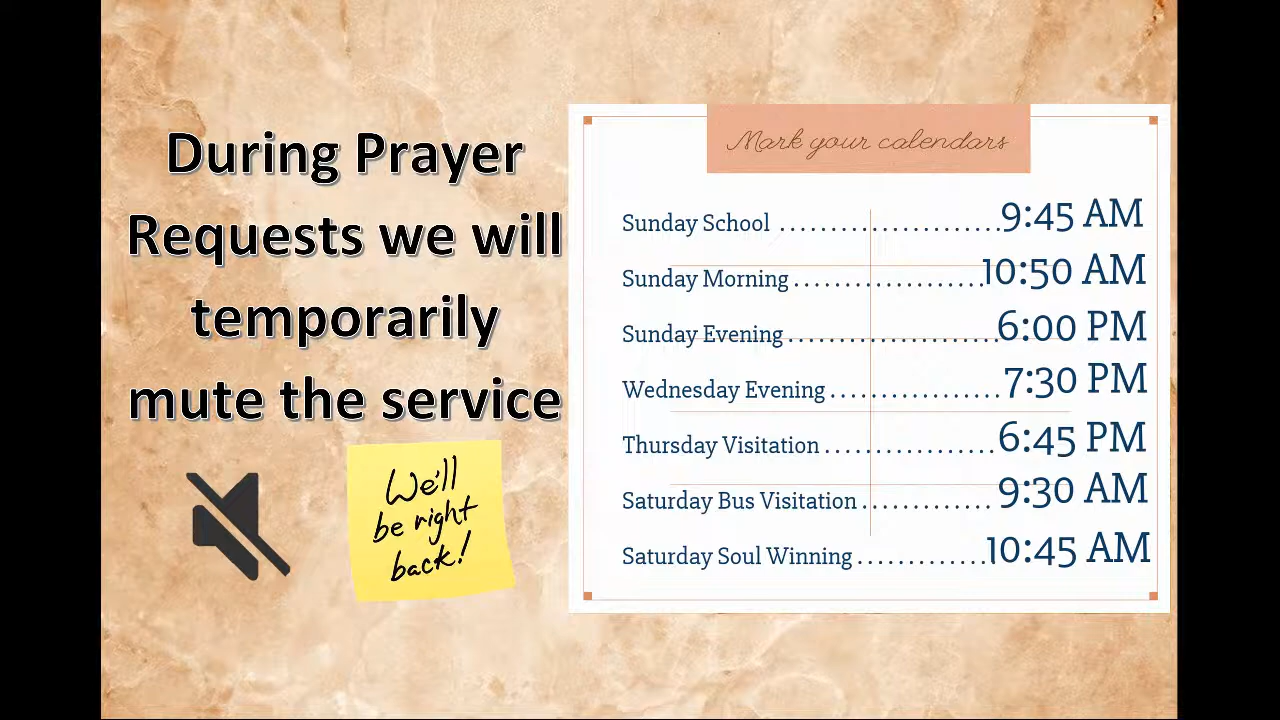 During Prayer
Requests we will
temporarily
mute the service
We'll
be right
back!
Mark your calendars
Sunday School ......................9:45 AM
Sunday Morning ....................10:50 AM
Sunday Evening ......................6:00 PM
Wednesday Evening ..................7:30 PM
Thursday Visitation ..................6:45 PM
Saturday Bus Visitation .............. 9:30 AM
Saturday Soul Winning ...............10:45 AM